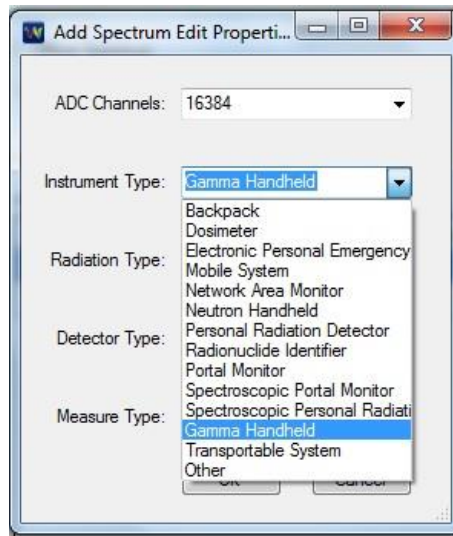 Add Spectrum Edit Properti...
ADC Channels: 16384
Instrument Type: Gamma Handheld
Backpack
Dosimeter
Electronic Personal Emergency
Radiation Type:
Mobile System
Network Area Monitor
Neutron Handheld
Personal Radiation Detector
Detector Type:
Radionuclide Identifier
Portal Monitor
Spectroscopic Portal Monitor
Spectroscopic Personal Radiati
Measure Type:
Gamma Handheld
Transportable System
Other